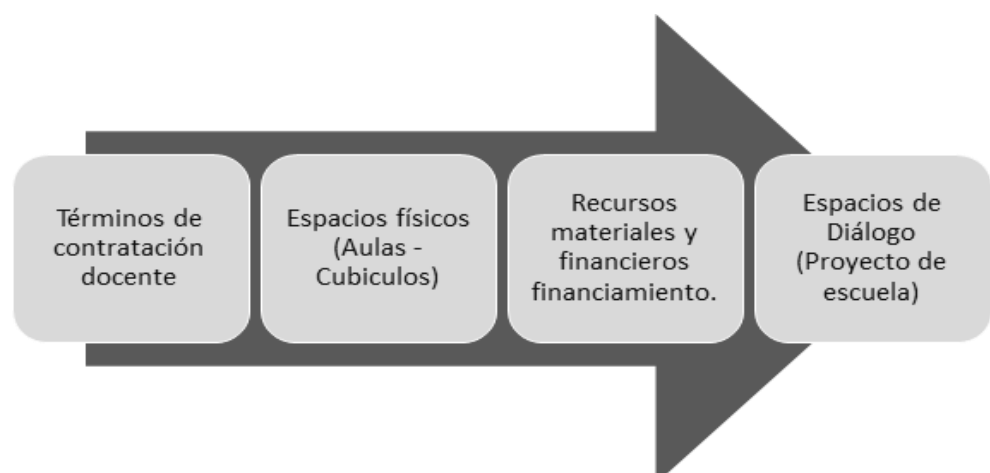 Términos de
contratación
docente
Espacios físicos
(Aulas -
Cubiculos)
Recursos
materiales y
financieros
financiamiento.
Espacios de
Diálogo
(Proyecto de
escuela)